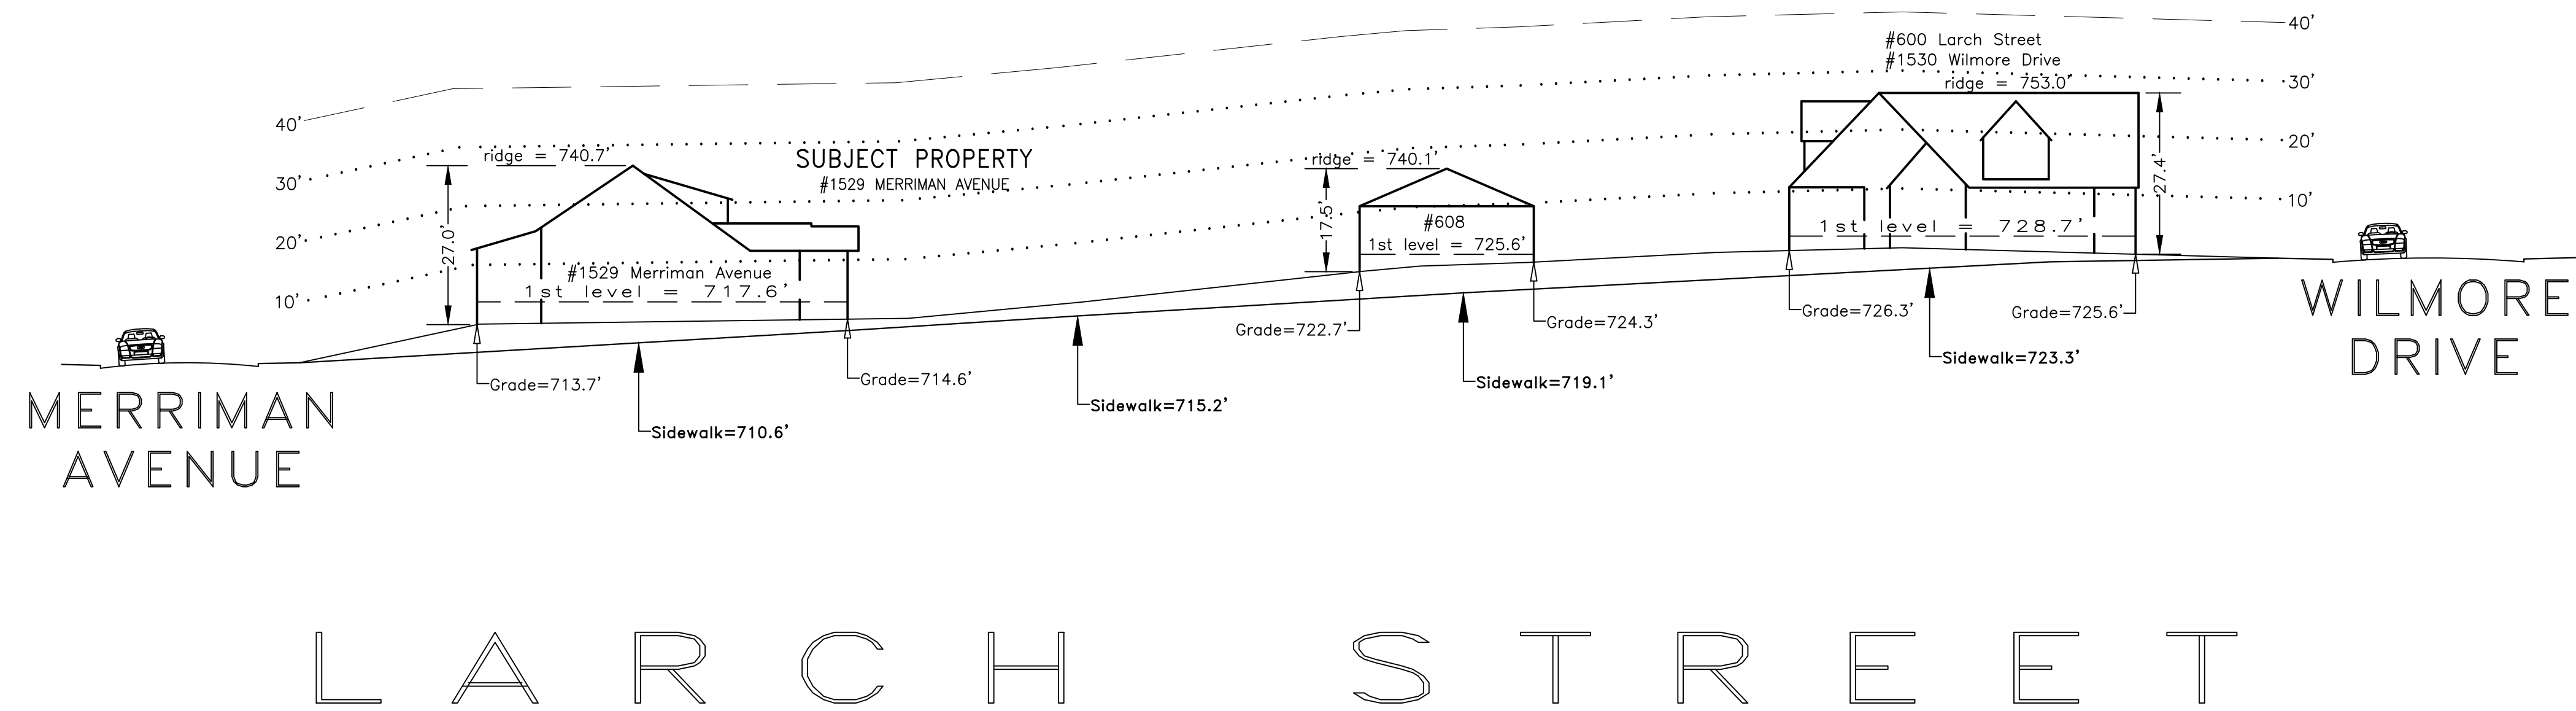 40'
#600 Larch Street
#1530 Wilmore Drive
ridge = 753.0'
30'
40'
20'
ridge = 740.7'
SUBJECT PROPERTY
#1529 MERRIMAN AVENUE
ridge = 740.1'
30'
27.4'
10'
17.5'
#608
1st level = 725.6'
1st level = 728.7'
20'
27.0'
#1529 Merriman Avenue
1st level = 717.6'
10'
WILMORE
DRIVE
Grade=726.3'
Grade=725.6'
Grade=722.7'
Grade=724.3'
Sidewalk=723.3'
Grade=713.7'
Grade=714.6'
Sidewalk=719.1'
Sidewalk=715.2'
Sidewalk=710.6'
MERRIMAN
AVENUE
LARCH STREET